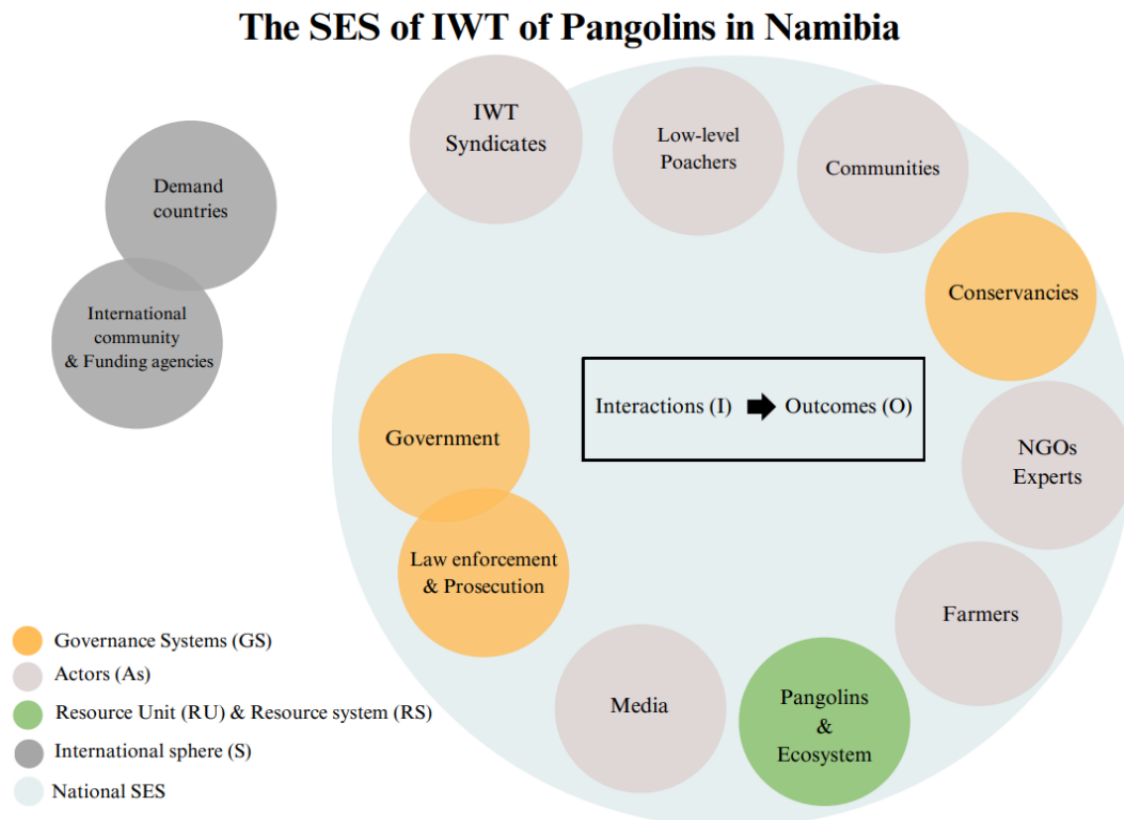 The SES of IWT of Pangolins in Namibia
IWT
Syndicates
Low-level
Poachers
Communities
Demand
countries
Conservancies
International
community
& Funding agencies
Interactions (I) Outcomes (O)
Government
NGOs
Experts
Law enforcement
& Prosecution
Farmers
Media
Pangolins
&
Ecosystem
Governance Systems (GS)
Actors (As)
Resource Unit (RU) & Resource system (RS)
International sphere (S)
National SES